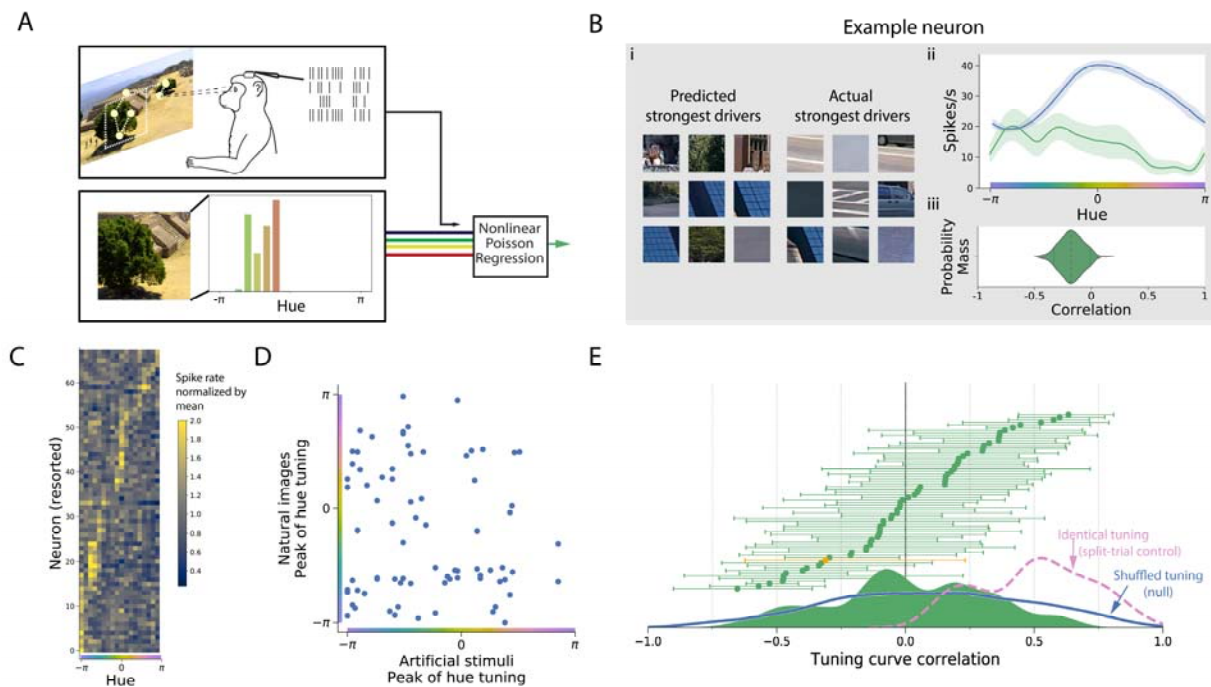 A
-π
π
Hue
Nonlinear
Poisson
Regression
B
Example neuron
i
Predicted
strongest drivers
Actual
strongest drivers
ii
Spikes/s
40
30
20
10
0
−π
0
π
Hue
iii
Probability
Mass
-1
-0.5
0
0.5
1
Correlation
C
Neuron (resorted)
60
50
40
30
20
10
0
−π
0
π
Hue
Spike rate
normalized by
mean
2.0
1.8
1.6
1.4
1.2
1.0
0.8
0.6
0.4
D
Natural images
Peak of hue tuning
π
0
−π
−π
0
π
Artificial stimuli
Peak of hue tuning
E
Identical tuning
(split-trial control)
Shuffled tuning
(null)
−1.0
−0.5
0.0
0.5
1.0
Tuning curve correlation